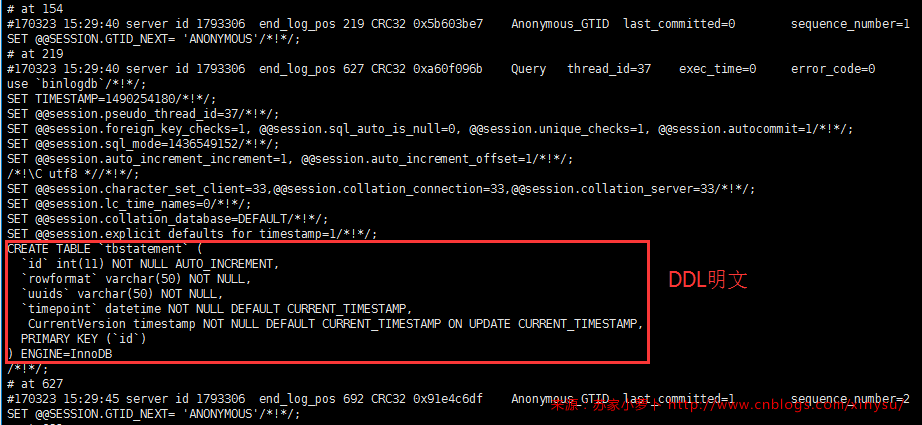 # at 154
#170323 15:29:40 server id 1793306  end_log_pos 219 CRC32 0x5b603be7    Anonymous_GTID  last_committed=0        sequence_number=1
SET @@SESSION.GTID_NEXT= 'ANONYMOUS'/*!*/;
# at 219
#170323 15:29:40 server id 1793306  end_log_pos 627 CRC32 0xa60f096b    Query   thread_id=37    exec_time=0     error_code=0
use `binlogdb`/*!*/;
SET TIMESTAMP=1490254180/*!*/;
SET @@session.pseudo_thread_id=37/*!*/;
SET @@session.foreign_key_checks=1, @@session.sql_auto_is_null=0, @@session.unique_checks=1, @@session.autocommit=1/*!*/;
SET @@session.sql_mode=1436549152/*!*/;
SET @@session.auto_increment_increment=1, @@session.auto_increment_offset=1/*!*/;
/*!\C utf8 *//*!*/;
SET @@session.character_set_client=33,@@session.collation_connection=33,@@session.collation_server=33/*!*/;
SET @@session.lc_time_names=0/*!*/;
SET @@session.collation_database=DEFAULT/*!*/;
SET @@session.explicit_defaults_for_timestamp=1/*!*/;
CREATE TABLE `tbstatement` (
  `id` int(11) NOT NULL AUTO_INCREMENT,
  `rowformat` varchar(50) NOT NULL,
DDL明文
  `uuids` varchar(50) NOT NULL,
  `timepoint` datetime NOT NULL DEFAULT CURRENT_TIMESTAMP,
   CurrentVersion timestamp NOT NULL DEFAULT CURRENT_TIMESTAMP ON UPDATE CURRENT_TIMESTAMP,
  PRIMARY KEY (`id`)
) ENGINE=InnoDB
/*!*/;
# at 627
#170323 15:29:45 server id 1793306  end_log_pos 692 CRC32 0x91e4c6df    Anonymous_GTID  last_committed=1        sequence_number=2
来源：苏家小萝卜 http://www.cnblogs.com/xinysu/
SET @@SESSION.GTID_NEXT= 'ANONYMOUS'/*!*/;